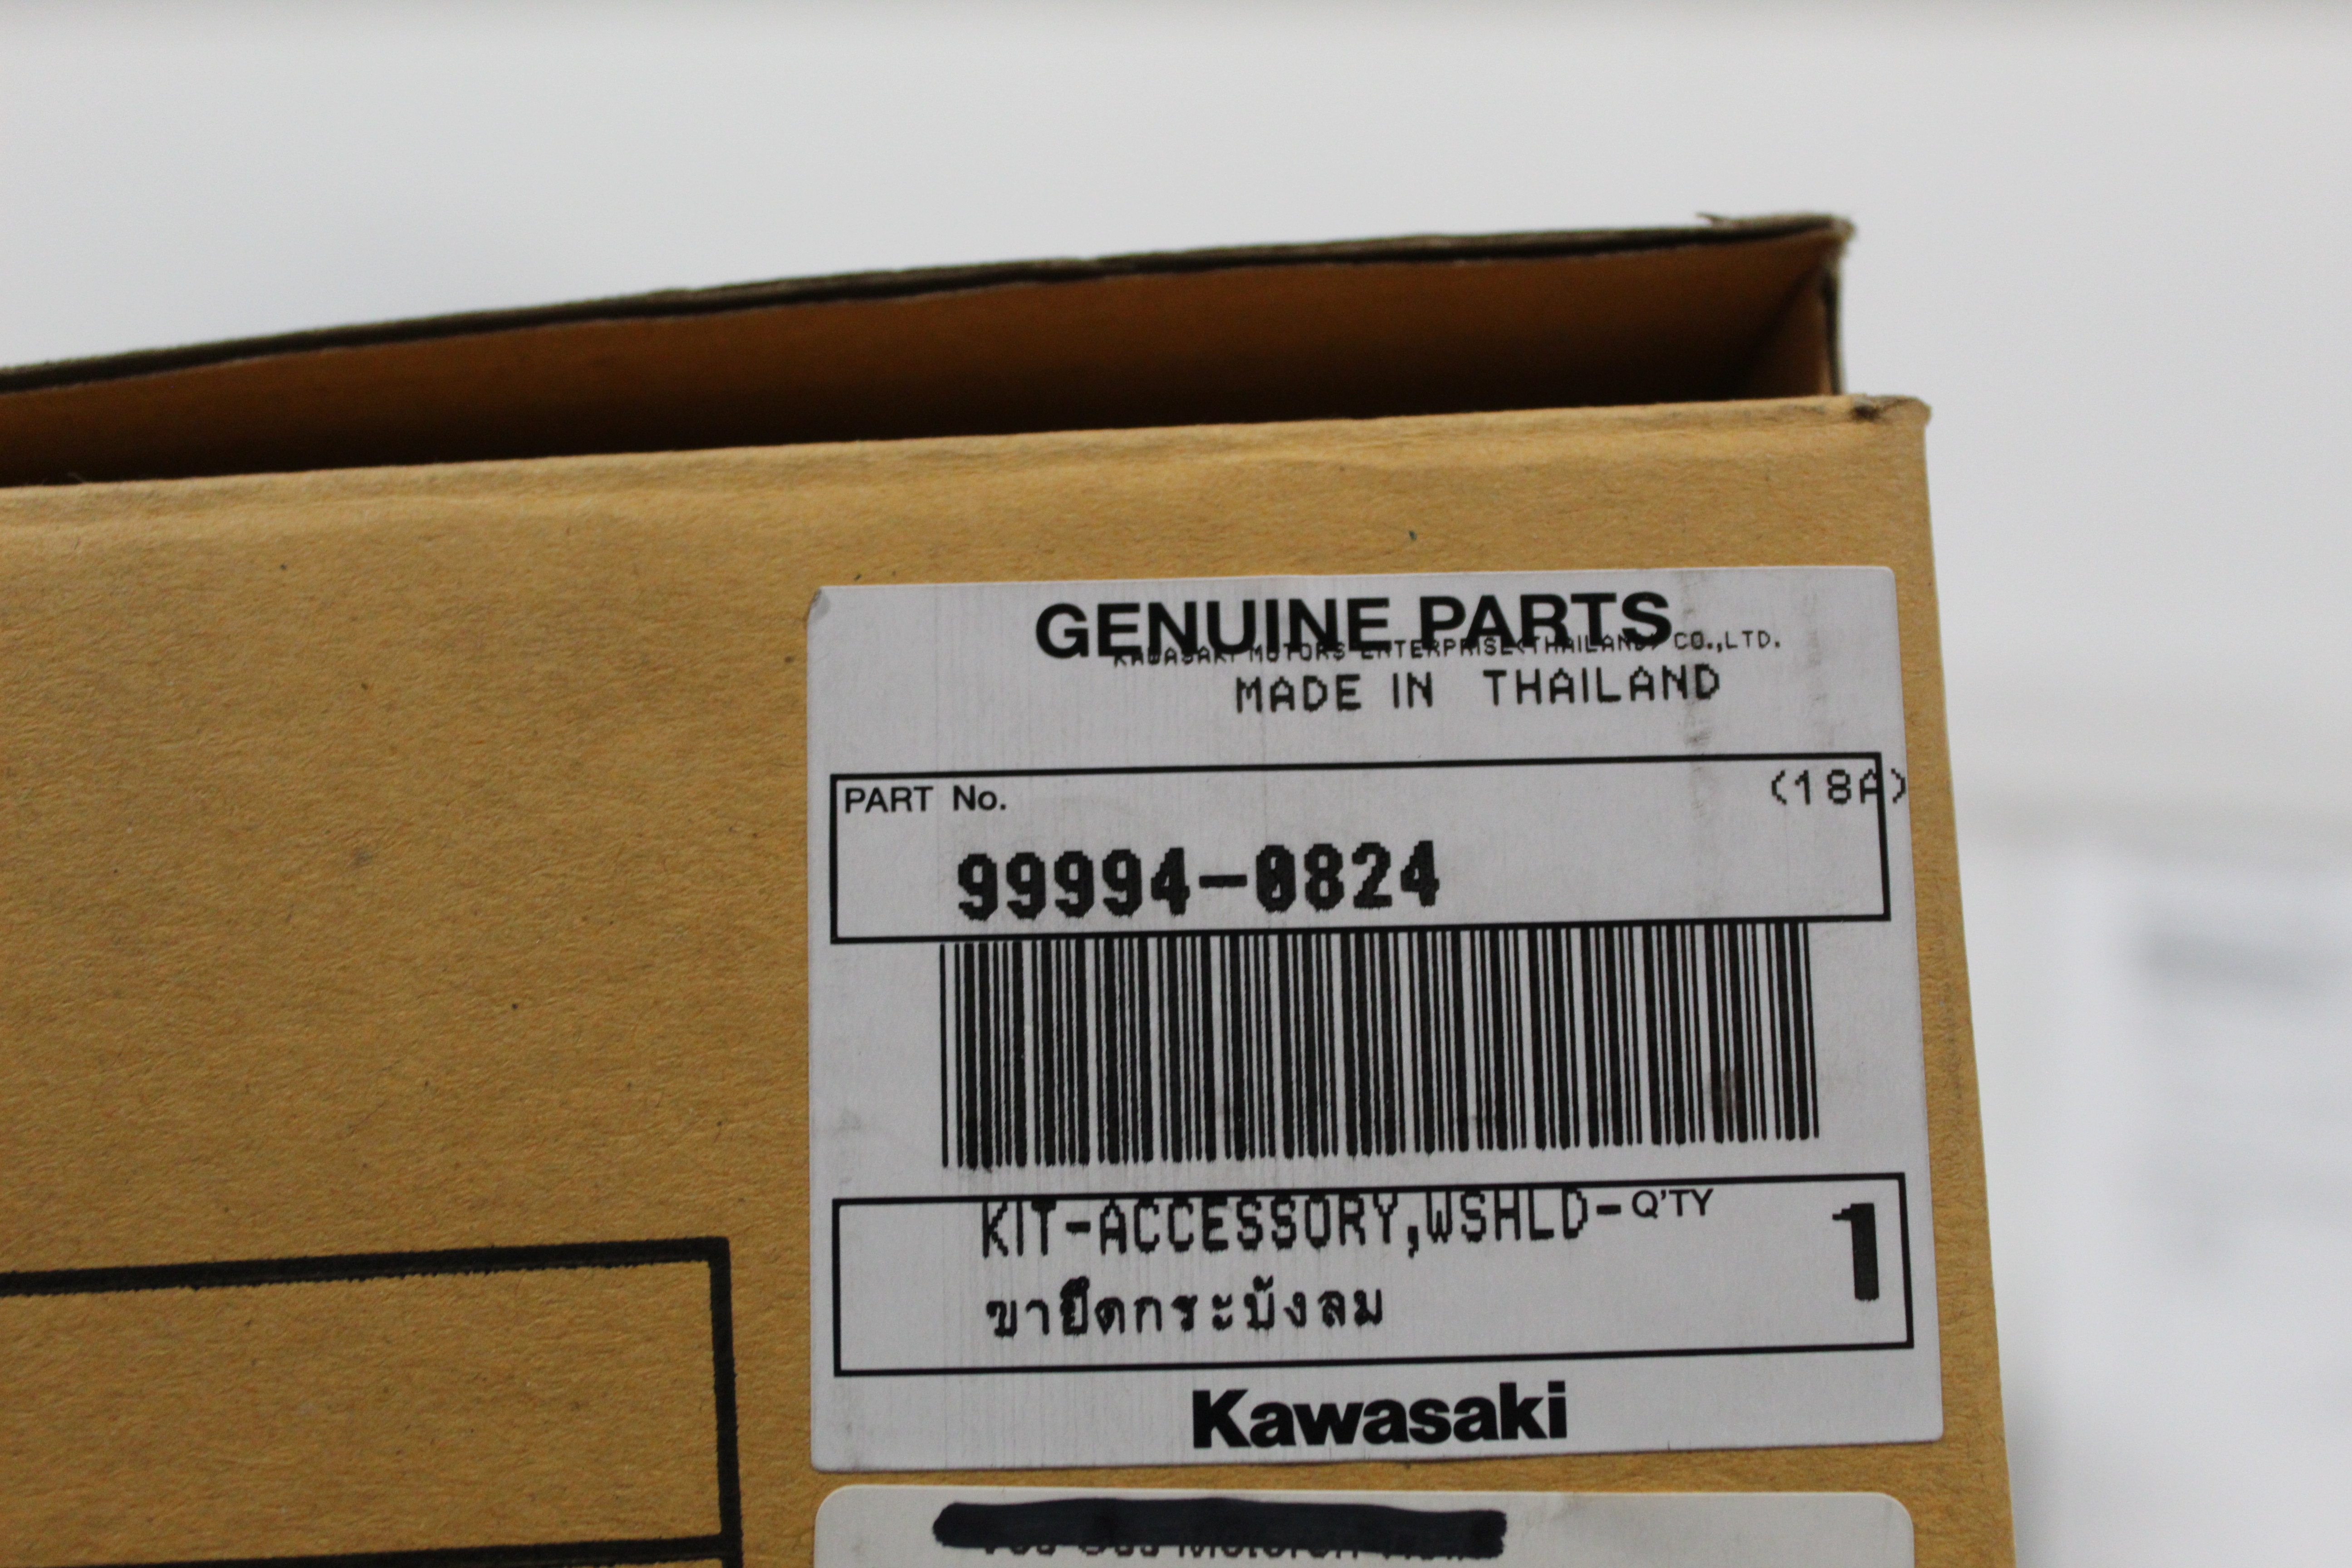 GENUINE PARTS
KAWASAKI MOTORS ENTERPRISE(THAILAND) CO.,LTD.
MADE IN THAILAND
PART No.
(18A)
99994-0824
KIT-ACCESSORY,WSHLD-
Q'TY
1
ขายึดกระบังลม
Kawasaki